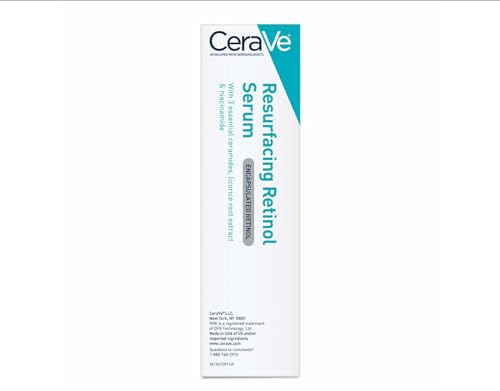 CeraVe
DEVELOPED WITH DERMATOLOGISTS
Resurfacing Retinol
Serum
ENCAPSULATED RETINOL
With 3 essential ceramides, licorice root extract
& niacinamide
CeraVe® LLC,
New York, NY 10001
MVE is a registered trademark
of DFB Technology, Ltd.
Made in USA of US and/or
imported ingredients
www.cerave.com
Questions or comments?
1-888-768-2915